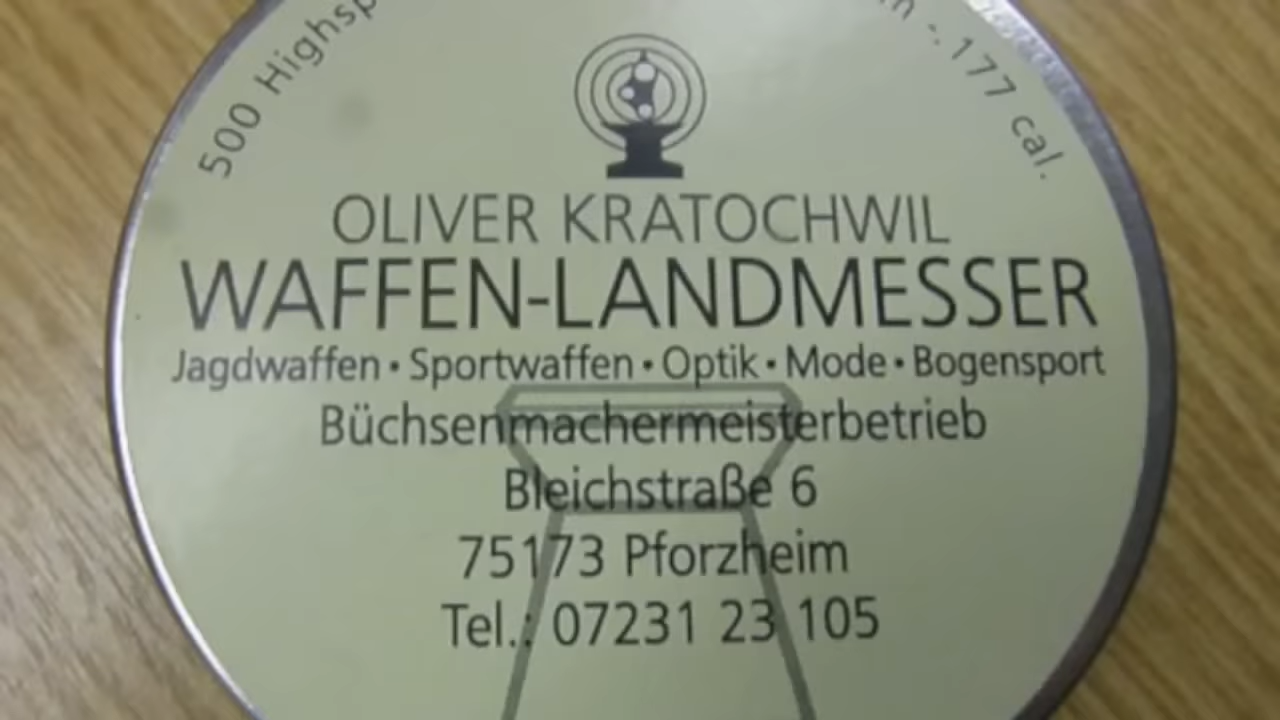 500 Highsp
-.177 cal.
OLIVER KRATOCHWIL
WAFFEN-LANDMESSER
Jagdwaffen • Sportwaffen • Optik • Mode • Bogensport
Büchsenmachermeisterbetrieb
Bleichstraße 6
75173 Pforzheim
Tel.: 07231 23 105